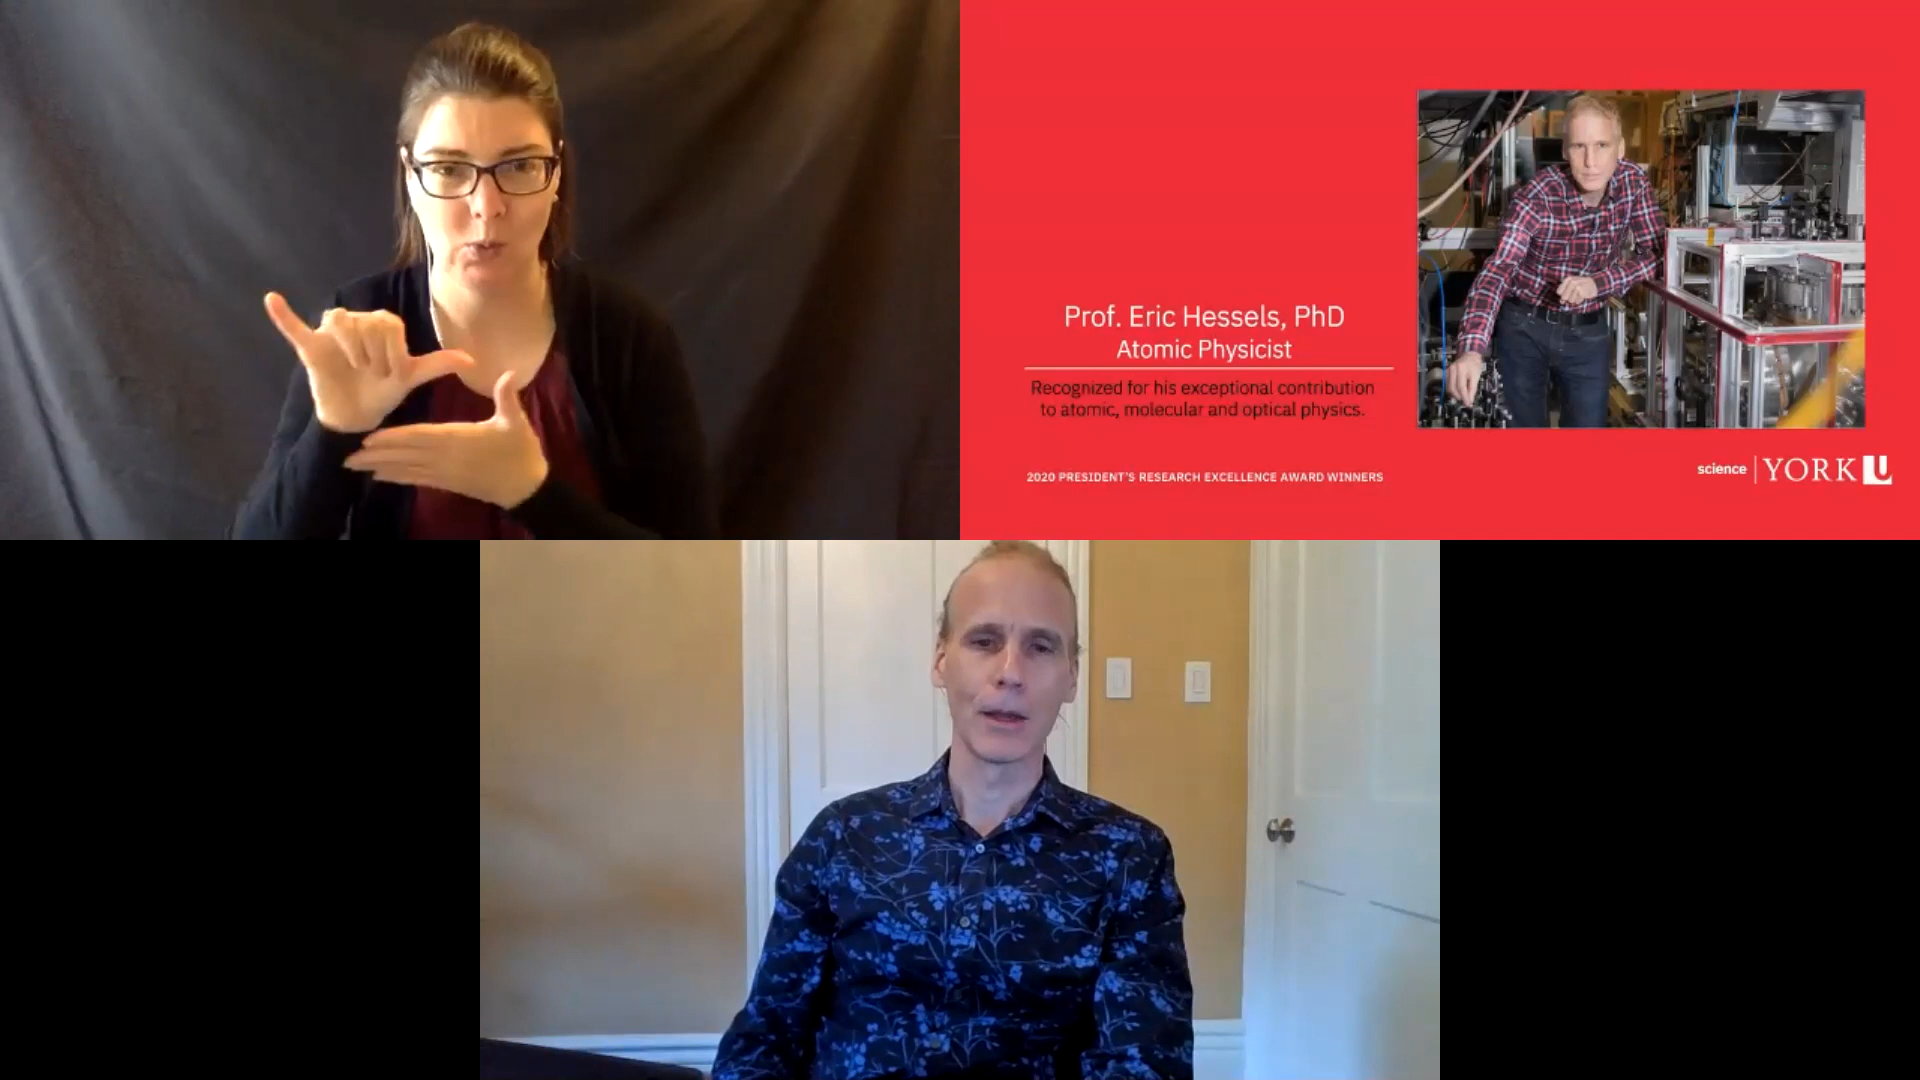 Prof. Eric Hessels, PhD
Atomic Physicist
Recognized for his exceptional contribution
to atomic, molecular and optical physics.
2020 PRESIDENT'S RESEARCH EXCELLENCE AWARD WINNERS
science YORK U